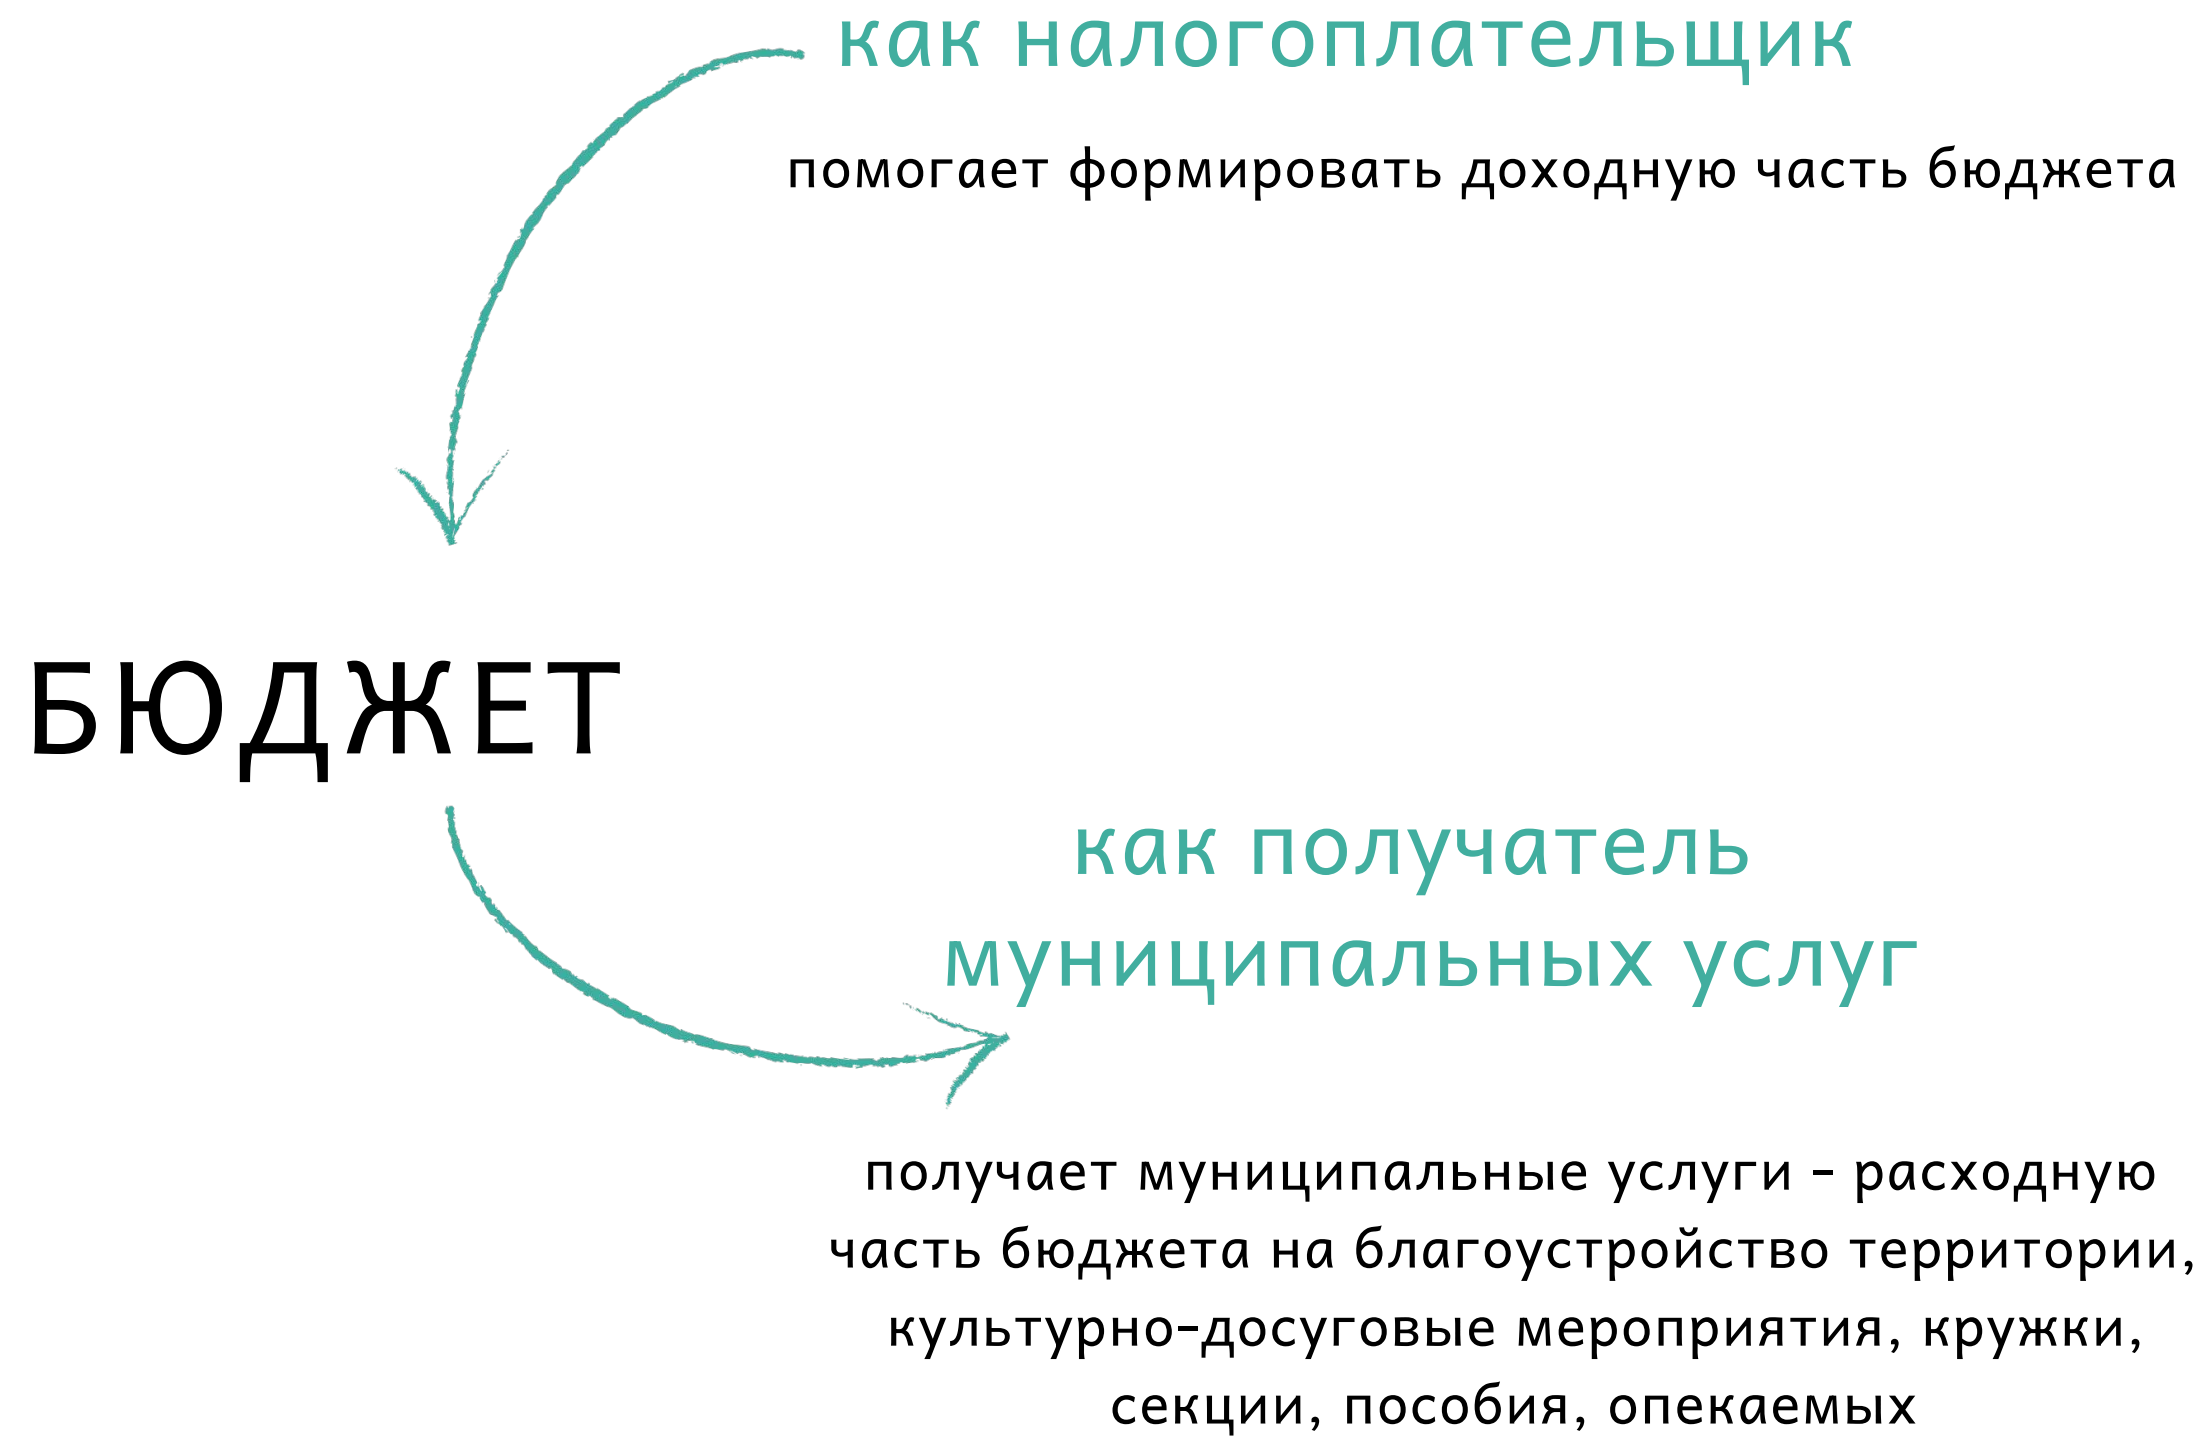 как налогоплательщик
помогает формировать доходную часть бюджета
БЮДЖЕТ
как получатель
муниципальных услуг
получает муниципальные услуги - расходную
часть бюджета на благоустройство территории,
культурно-досуговые мероприятия, кружки,
секции, пособия, опекаемых